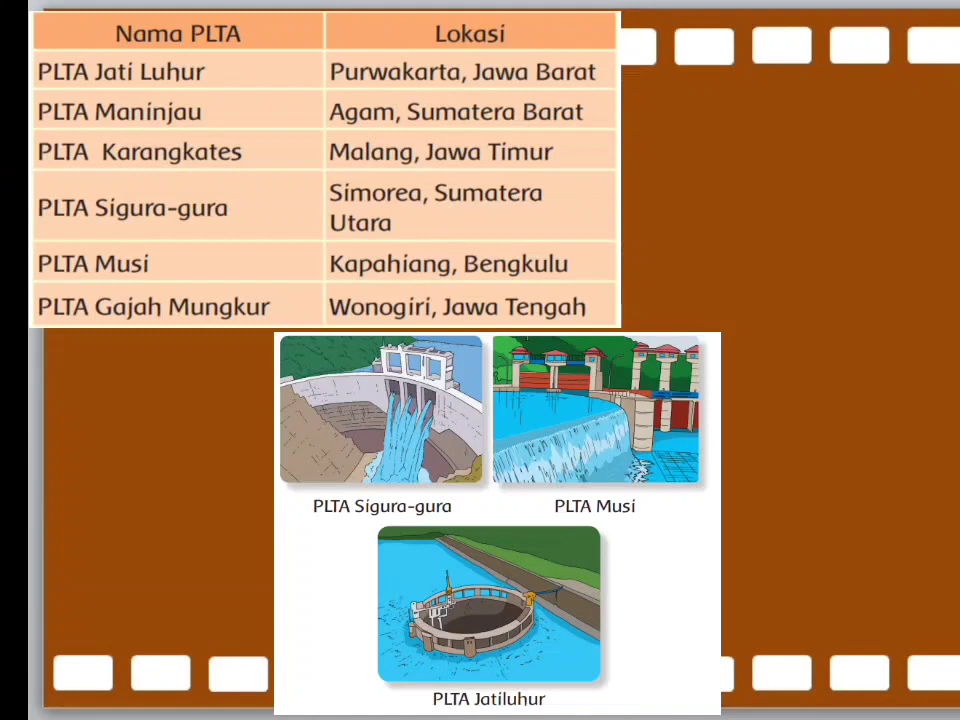 Nama PLTA Lokasi
PLTA Jati Luhur Purwakarta, Jawa Barat
PLTA Maninjau Agam, Sumatera Barat
PLTA Karangkates Malang, Jawa Timur
PLTA Sigura-gura Simorea, Sumatera
Utara
PLTA Musi Kapahiang, Bengkulu
PLTA Gajah Mungkur Wonogiri, Jawa Tengah
PLTA Sigura-gura PLTA Musi
PLTA Jatiluhur